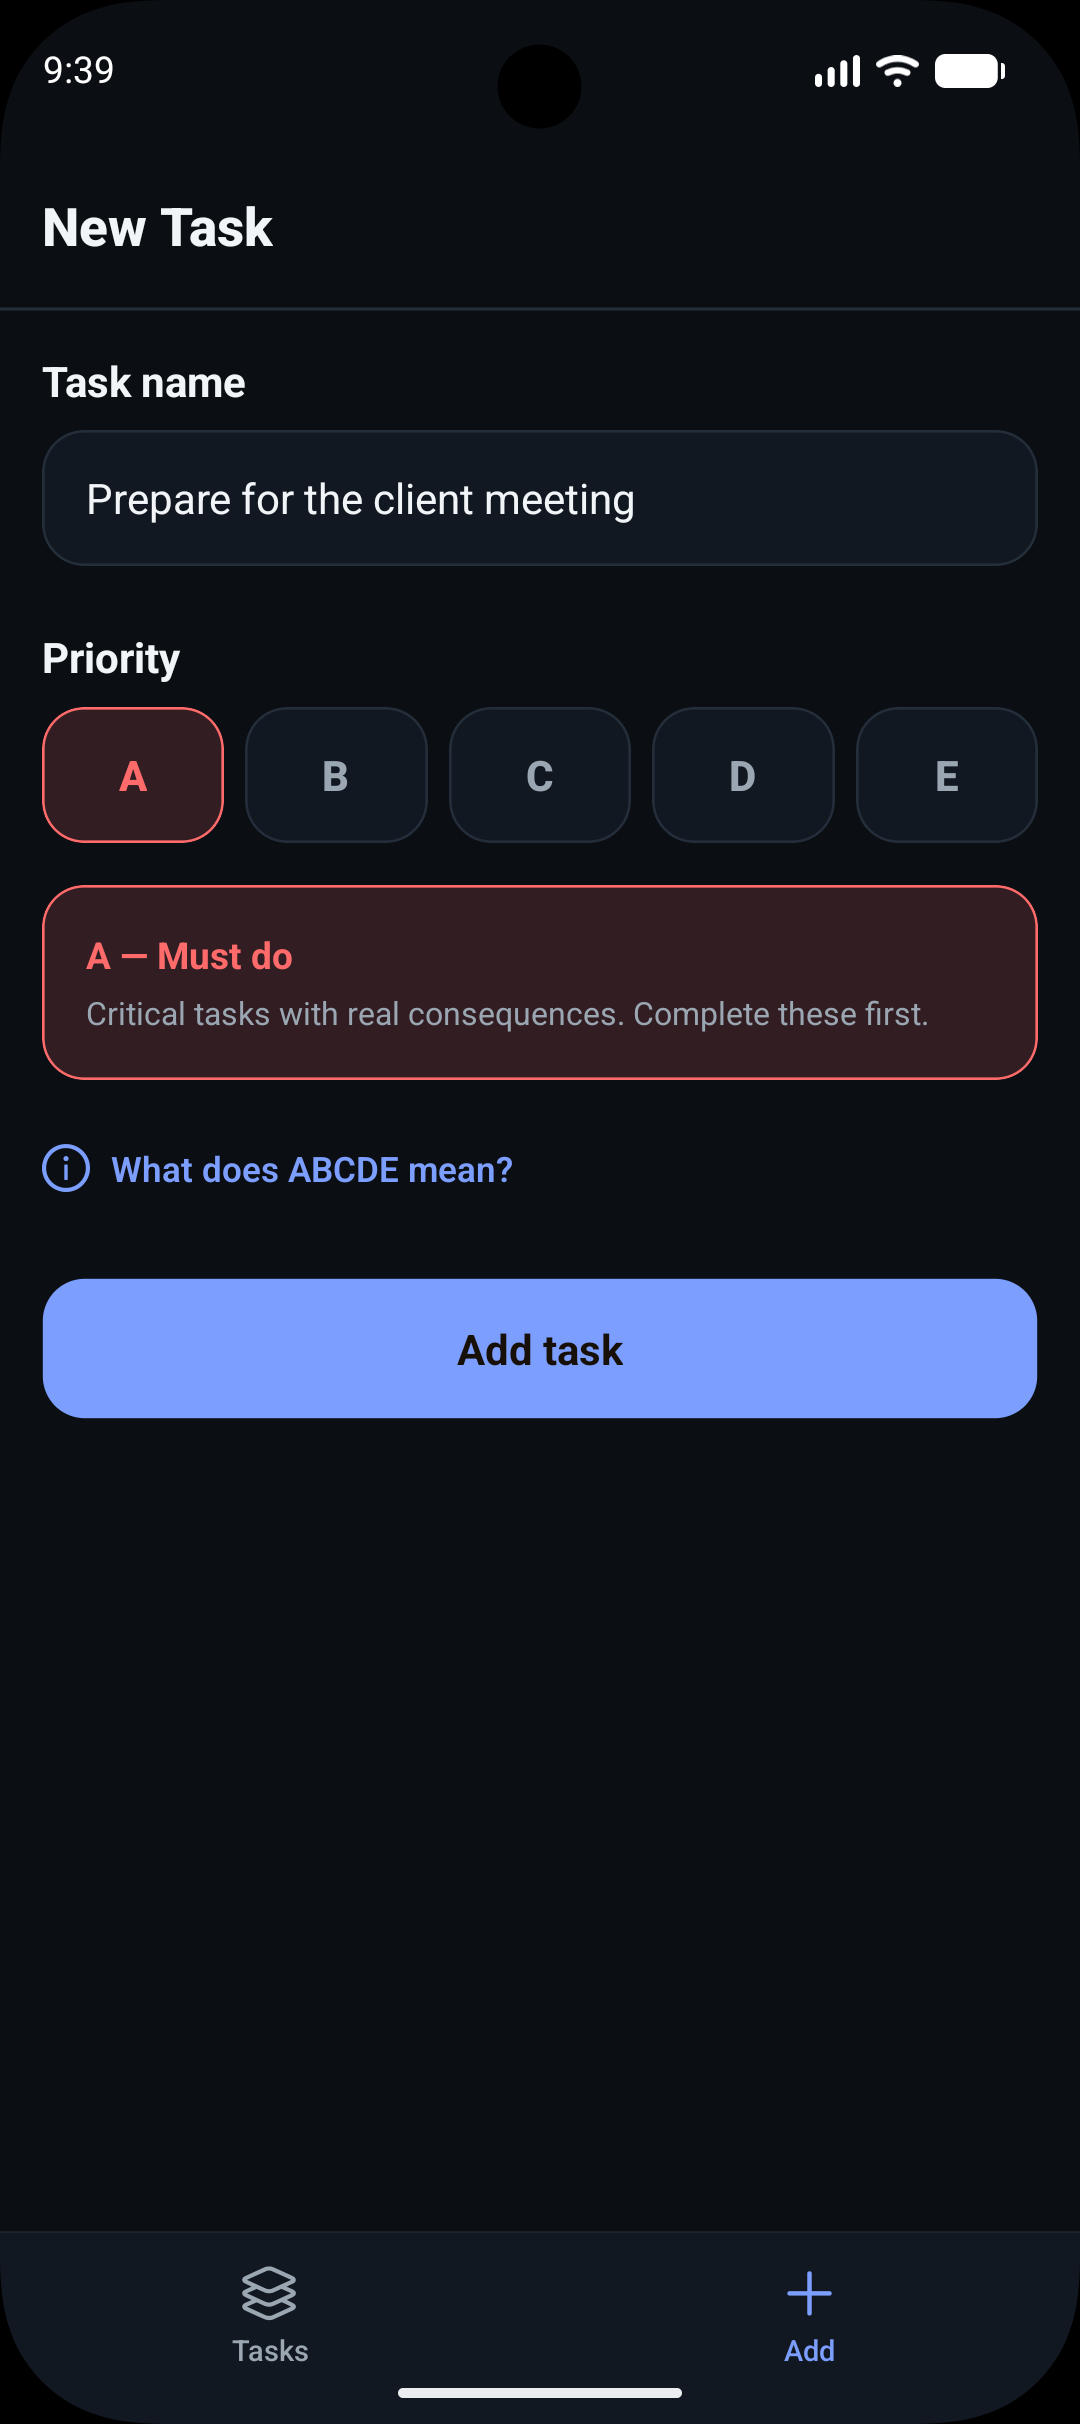 9:39
New Task
Task name
Prepare for the client meeting
Priority
A B C D E
A — Must do
Critical tasks with real consequences. Complete these first.
What does ABCDE mean?
Add task
Tasks Add